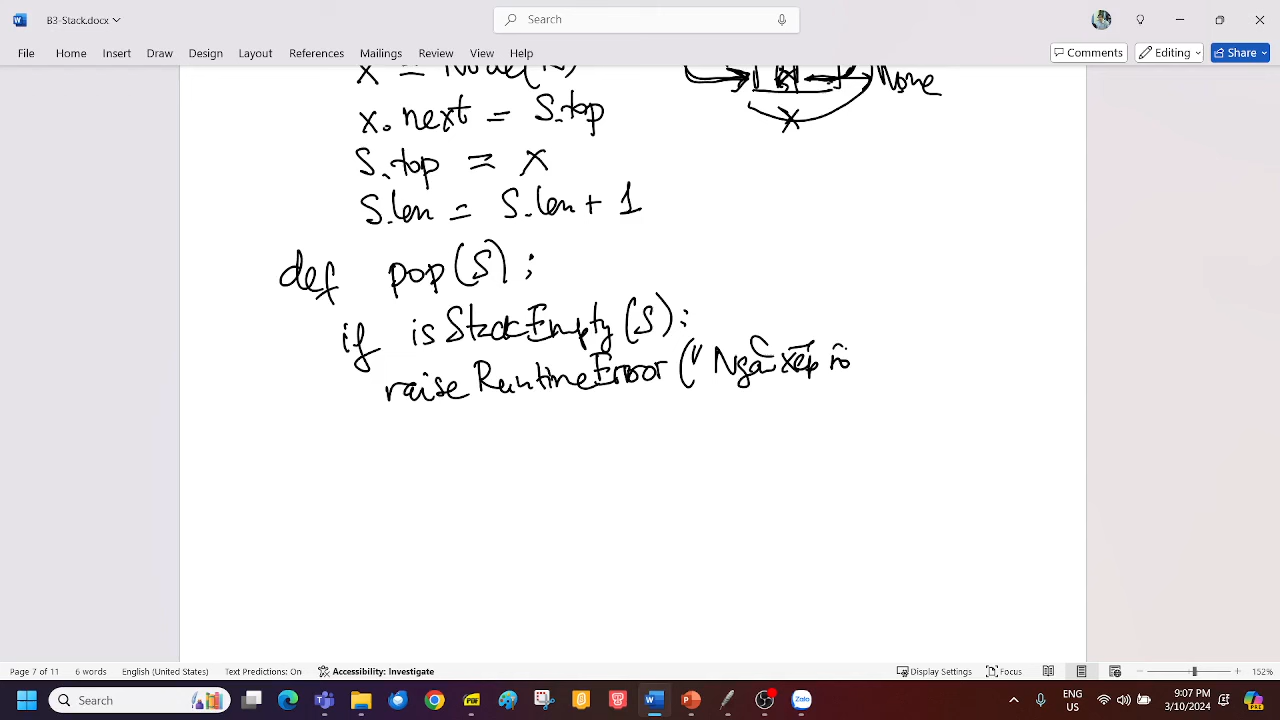 B3-Stack.docx
Search
File Home Insert Draw Design Layout References Mailings Review View Help
Comments Editing Share
x = Node(
None
x
x. next = S.top
S.top = x
S.len = S.len + 1
def pop(S):
if isStackEmpty(S):
raise RuntimeError(" Ngăn xếp rỗ
Page 7 of 11 6 words English (United States) Text Predictions: On Accessibility: Investigate Display Settings Focus 152%
Search ENG US 9:07 PM 3/10/2024
Zalo